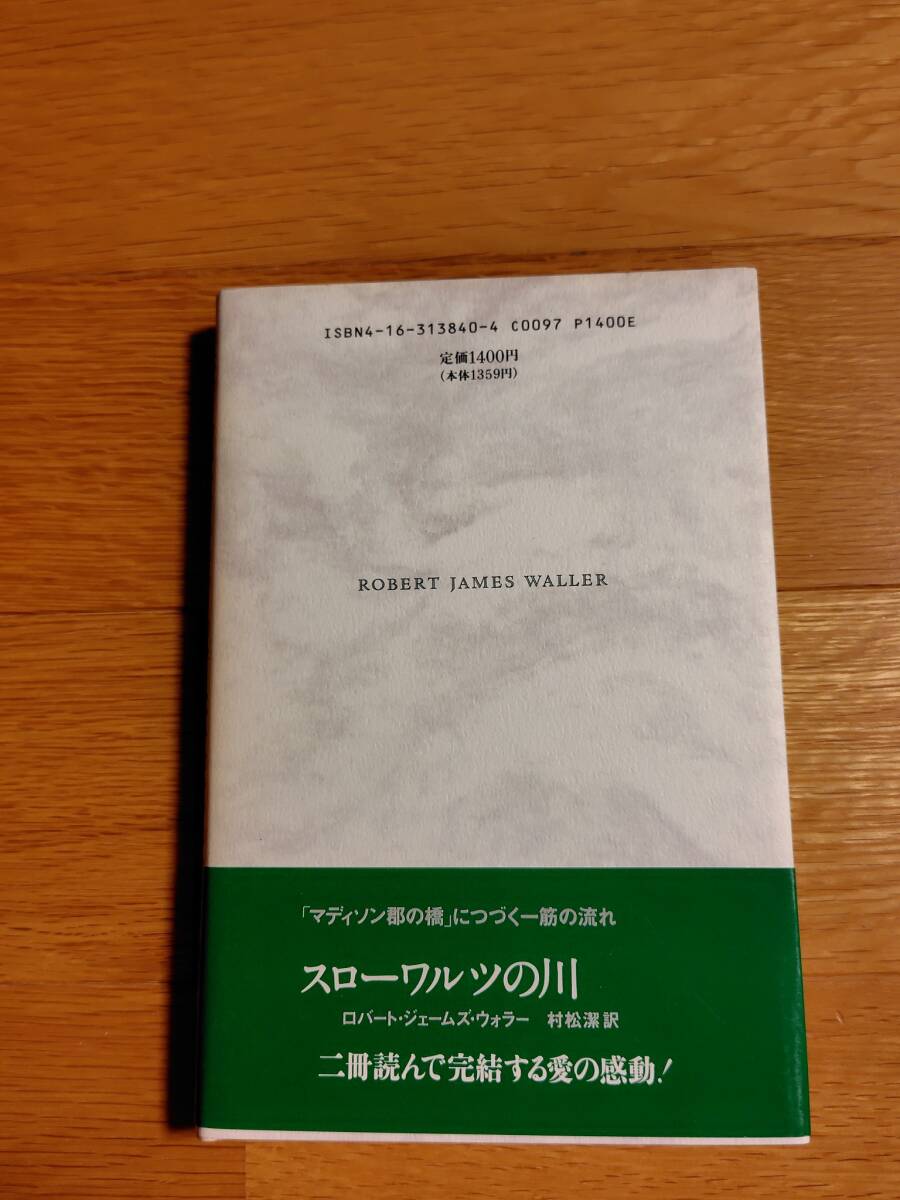 ISBN4-16-313840-4 C0097 P1400E
定価1400円
(本体1359円)
ROBERT JAMES WALLER
「マディソン郡の橋」につづく一筋の流れ
スローワルツの川
ロバート・ジェームズ・ウォラー 村松潔訳
二冊読んで完結する愛の感動!